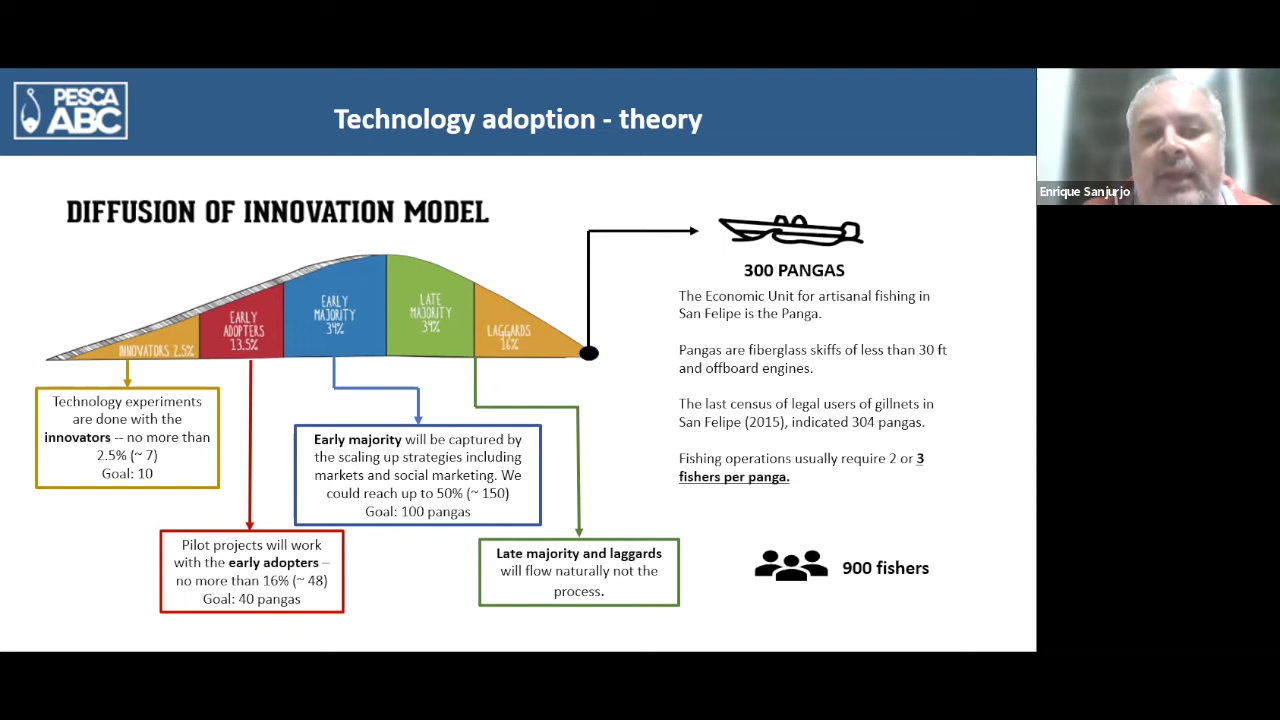 PESCA
ABC
Technology adoption - theory
Enrique Sanjurjo
DIFFUSION OF INNOVATION MODEL
INNOVATORS 2.5%
EARLY
ADOPTERS
13.5%
EARLY
MAJORITY
34%
LATE
MAJORITY
34%
LAGGARDS
16%
Technology experiments
are done with the
innovators -- no more than
2.5% (~ 7)
Goal: 10
Early majority will be captured by
the scaling up strategies including
markets and social marketing. We
could reach up to 50% (~ 150)
Goal: 100 pangas
Pilot projects will work
with the early adopters –
no more than 16% (~ 48)
Goal: 40 pangas
Late majority and laggards
will flow naturally not the
process.
300 PANGAS
The Economic Unit for artisanal fishing in
San Felipe is the Panga.
Pangas are fiberglass skiffs of less than 30 ft
and offboard engines.
The last census of legal users of gillnets in
San Felipe (2015), indicated 304 pangas.
Fishing operations usually require 2 or 3
fishers per panga.
900 fishers